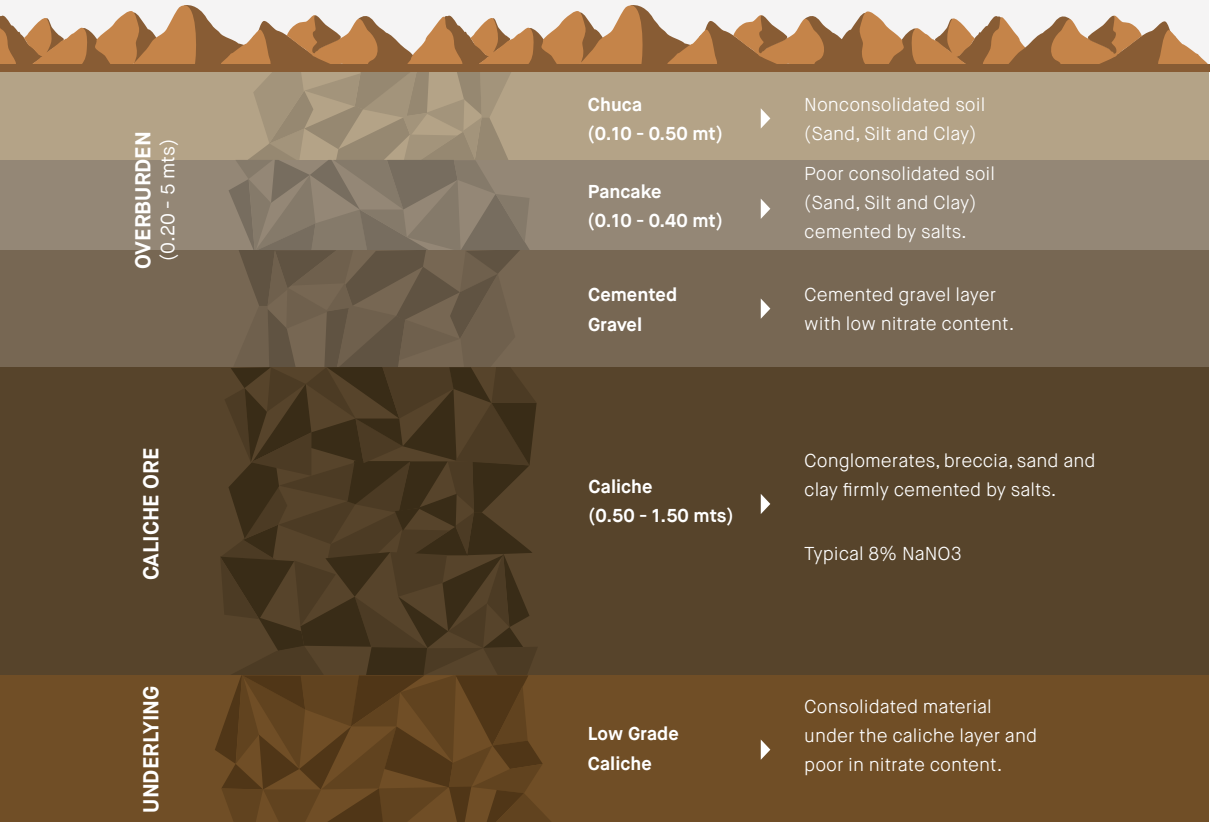 OVERBURDEN
(0.20 - 5 mts)
Chuca
(0.10 - 0.50 mt)
Nonconsolidated soil
(Sand, Silt and Clay)
Pancake
(0.10 - 0.40 mt)
Poor consolidated soil
(Sand, Silt and Clay)
cemented by salts.
Cemented
Gravel
Cemented gravel layer
with low nitrate content.
CALICHE ORE
Caliche
(0.50 - 1.50 mts)
Conglomerates, breccia, sand and
clay firmly cemented by salts.
Typical 8% NaNO3
UNDERLYING
Low Grade
Caliche
Consolidated material
under the caliche layer and
poor in nitrate content.